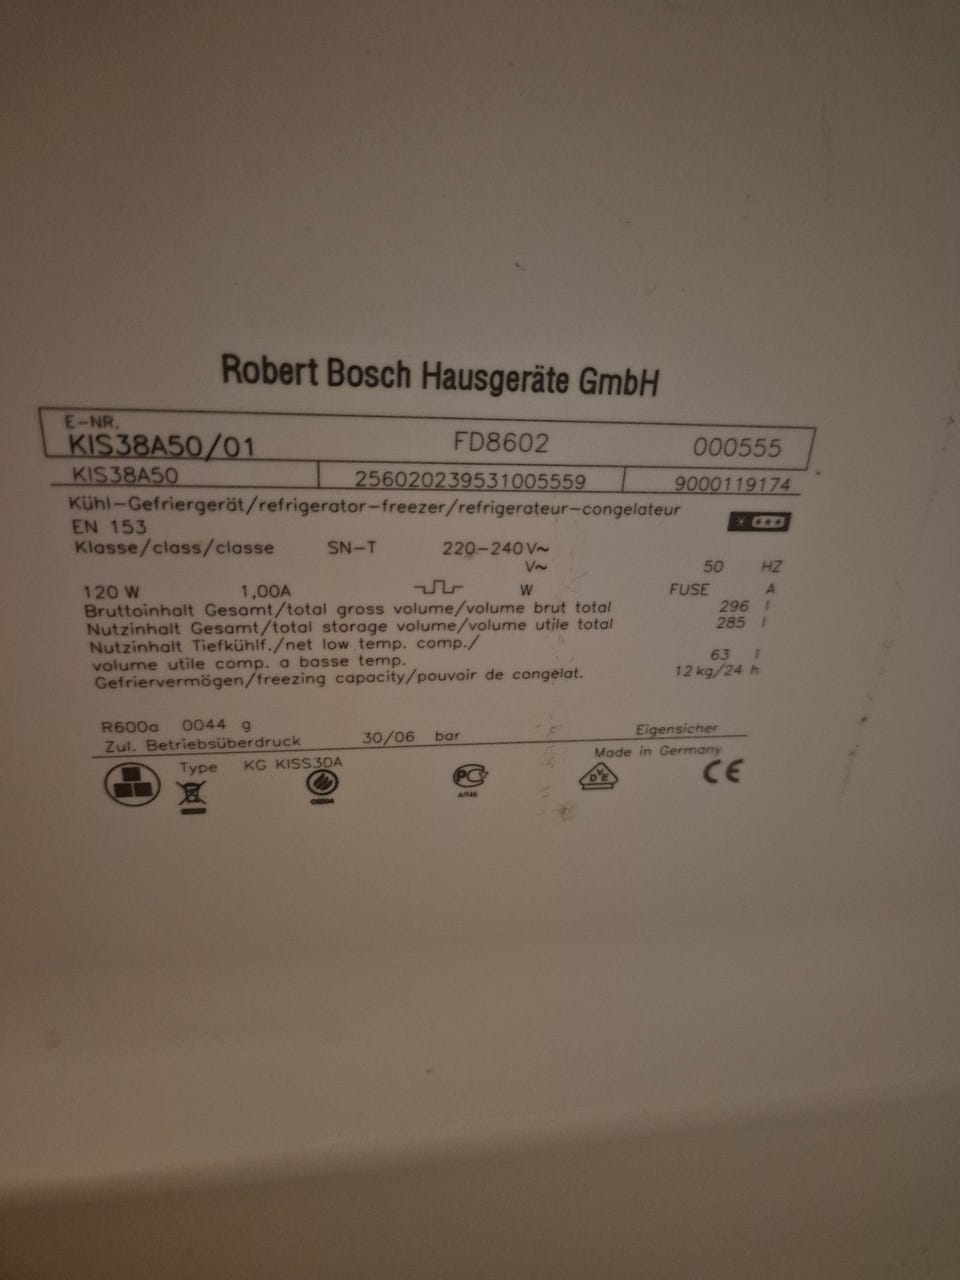 Robert Bosch Hausgeräte GmbH
E-NR.
KIS38A50/01 FD8602 000555
KIS38A50 256020239531005559 9000119174
Kühl-Gefriergerät/refrigerator-freezer/refrigerateur-congelateur
EN 153
Klasse/class/classe SN-T 220-240V~
V~ 50 HZ
120 W 1,00A W FUSE A
Bruttoinhalt Gesamt/total gross volume/volume brut total 296 l
Nutzinhalt Gesamt/total storage volume/volume utile total 285 l
Nutzinhalt Tiefkühlf./net low temp. comp./
volume utile comp. a basse temp. 63 l
Gefriervermögen/freezing capacity/pouvoir de congelat. 12kg/24 h
R600a 0044 g
Zul. Betriebsüberdruck 30/06 bar Eigensicher
Made in Germany
Type KG KISS30A
PC DVE CE